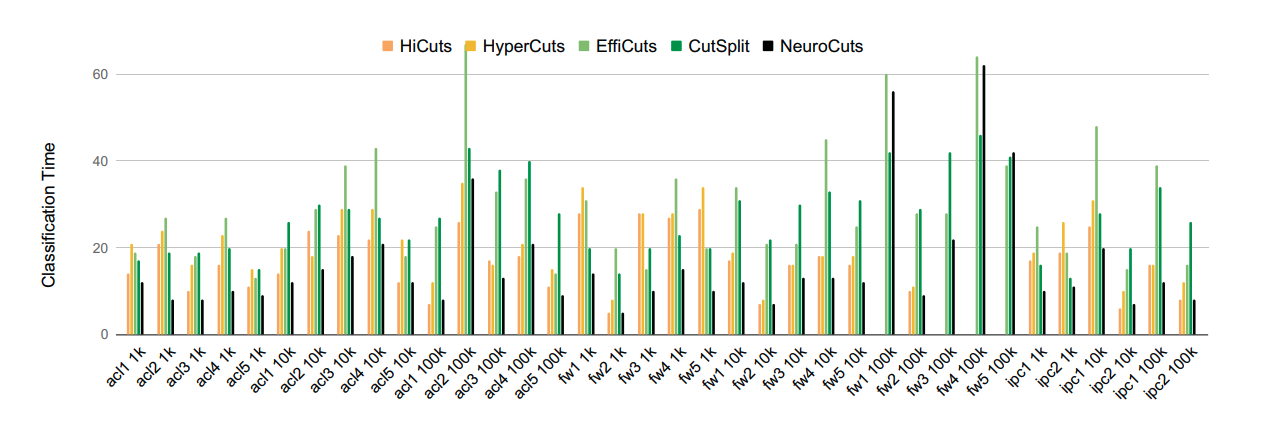 HiCuts HyperCuts EffiCuts CutSplit NeuroCuts
Classification Time
60
40
20
0
acl1 1k
acl2 1k
acl3 1k
acl4 1k
acl5 1k
acl1 10k
acl2 10k
acl3 10k
acl4 10k
acl5 10k
acl1 100k
acl2 100k
acl3 100k
acl4 100k
acl5 100k
fw1 1k
fw2 1k
fw3 1k
fw4 1k
fw5 1k
fw1 10k
fw2 10k
fw3 10k
fw4 10k
fw5 10k
fw1 100k
fw2 100k
fw3 100k
fw4 100k
fw5 100k
ipc1 1k
ipc2 1k
ipc1 10k
ipc2 10k
ipc1 100k
ipc2 100k